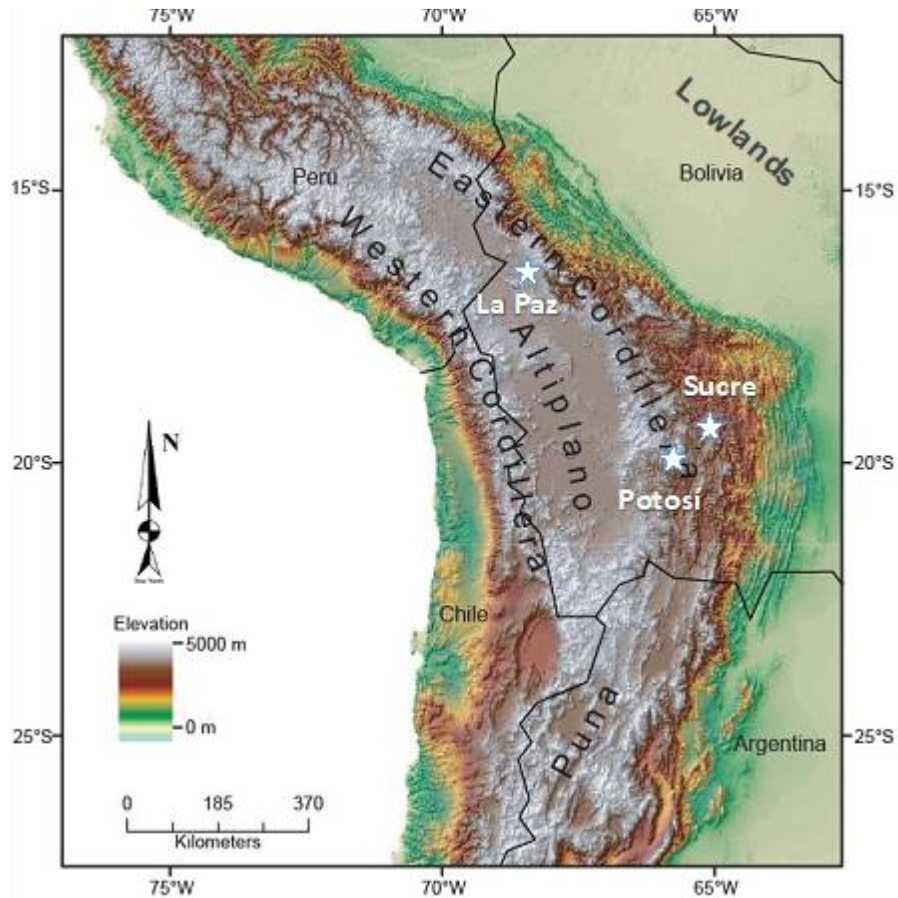 75°W 70°W 65°W
Lowlands
Bolivia
15°S 15°S
Peru
Eastern Cordillera
Western Cordillera
La Paz
Altiplano
Sucre
N
20°S 20°S
Potosí
Chile
Elevation
5000 m
0 m
Puna
25°S 25°S
Argentina
0 185 370
Kilometers
75°W 70°W 65°W